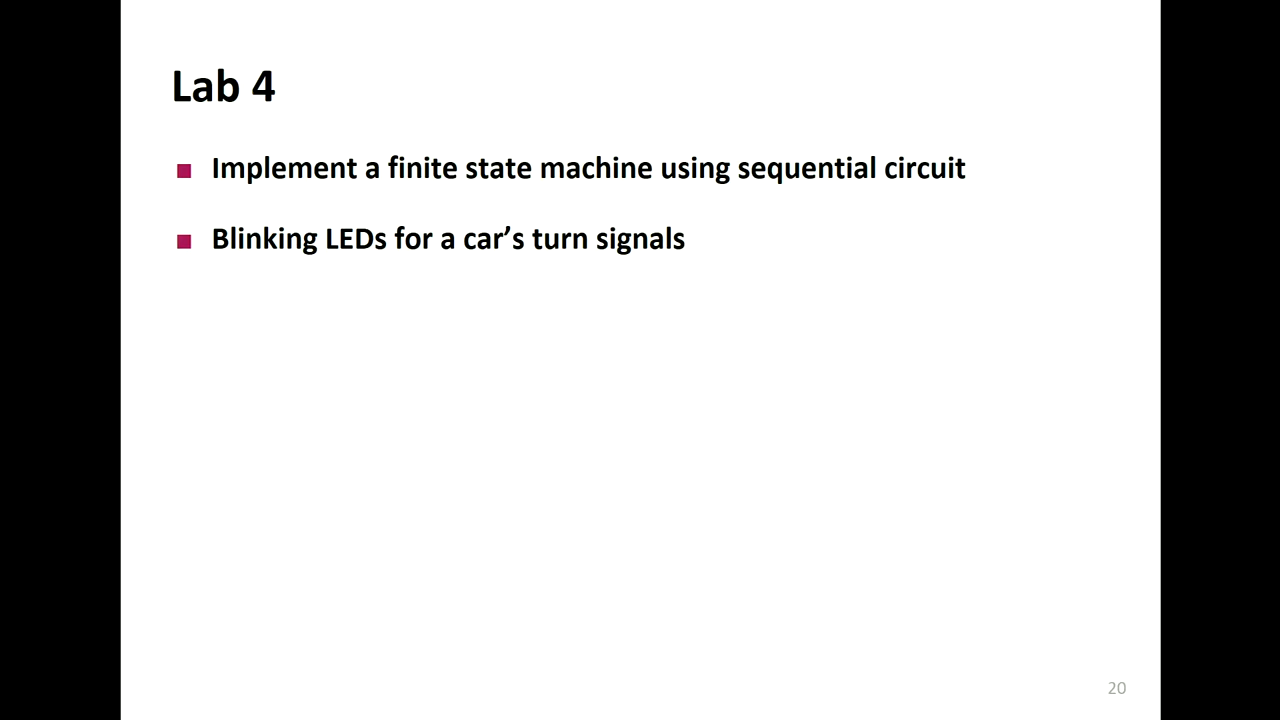 Lab 4
Implement a finite state machine using sequential circuit
Blinking LEDs for a car’s turn signals
20